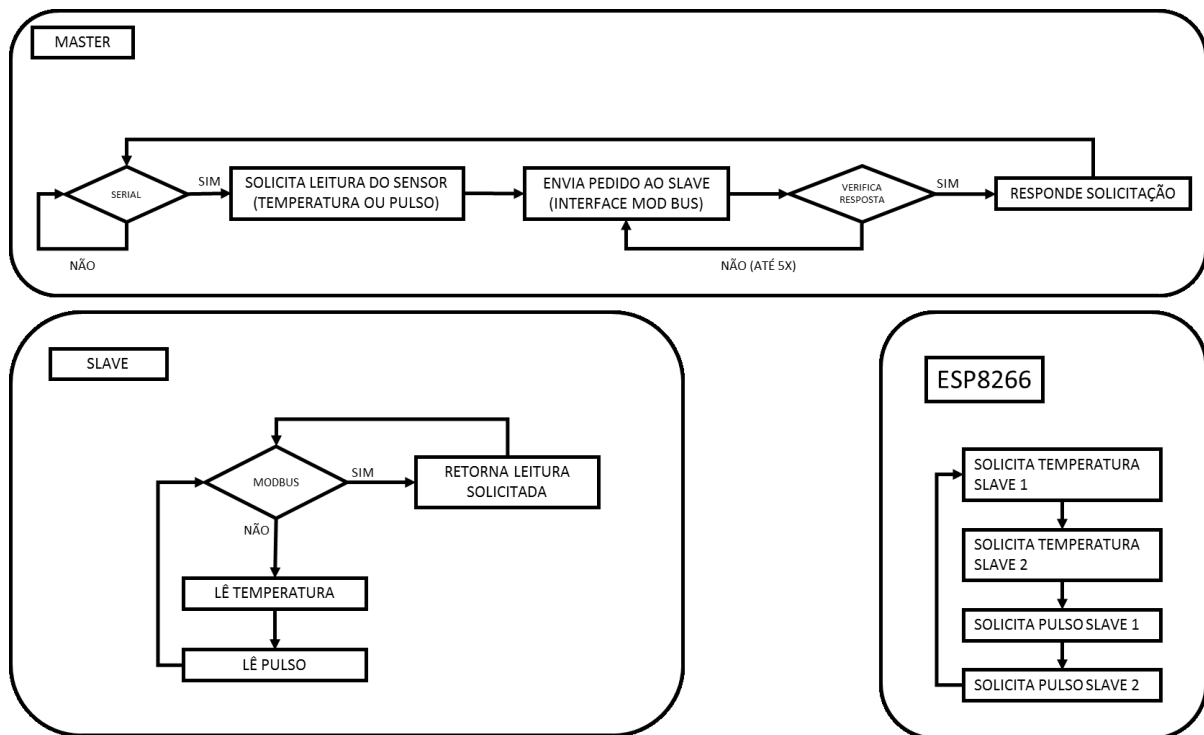 MASTER
SERIAL
SIM
NÃO
SOLICITA LEITURA DO SENSOR
(TEMPERATURA OU PULSO)
ENVIA PEDIDO AO SLAVE
(INTERFACE MOD BUS)
VERIFICA
RESPOSTA
SIM
NÃO (ATÉ 5X)
RESPONDE SOLICITAÇÃO
SLAVE
MODBUS
SIM
RETORNA LEITURA
SOLICITADA
NÃO
LÊ TEMPERATURA
LÊ PULSO
ESP8266
SOLICITA TEMPERATURA
SLAVE 1
SOLICITA TEMPERATURA
SLAVE 2
SOLICITA PULSO SLAVE 1
SOLICITA PULSO SLAVE 2